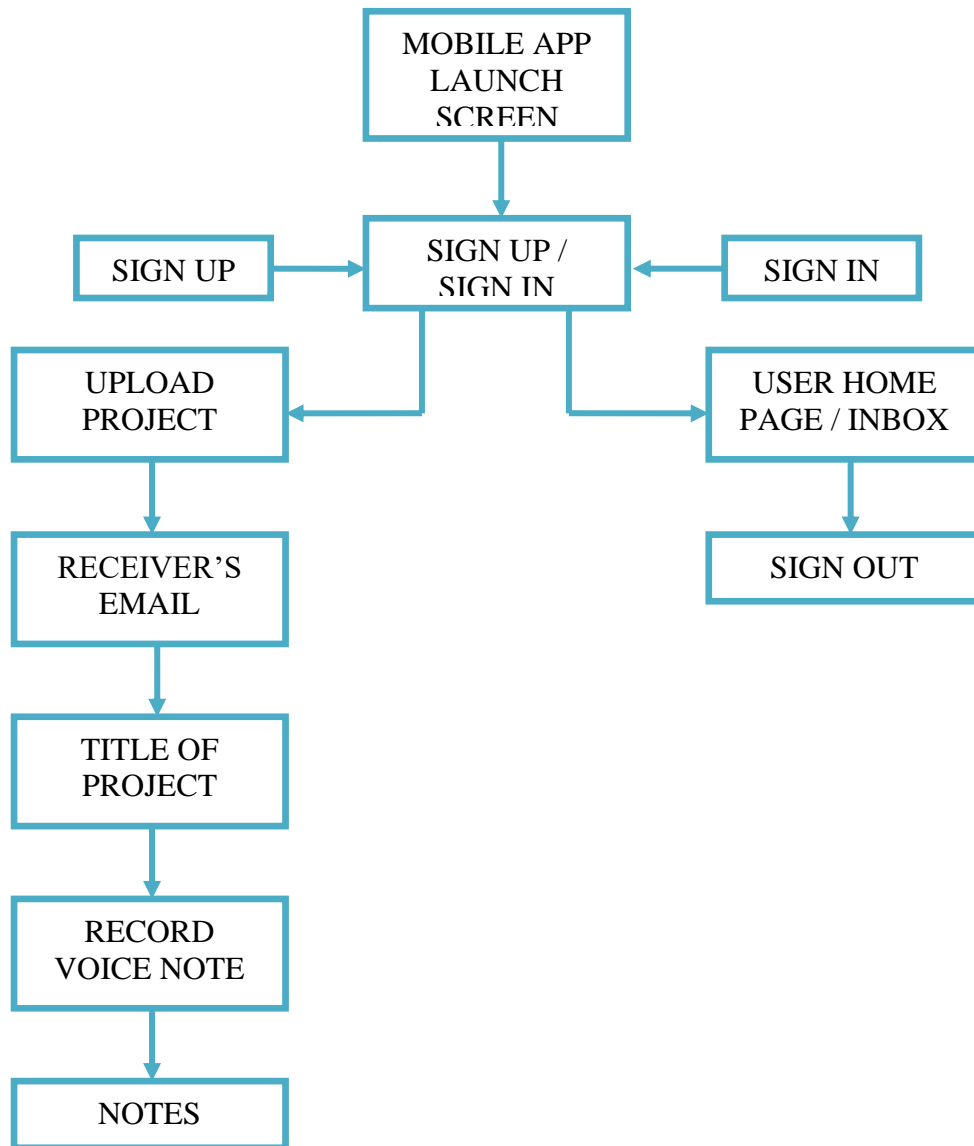 MOBILE APP
LAUNCH
SCREEN
SIGN UP
SIGN UP /
SIGN IN
SIGN IN
UPLOAD
PROJECT
USER HOME
PAGE / INBOX
RECEIVER’S
EMAIL
SIGN OUT
TITLE OF
PROJECT
RECORD
VOICE NOTE
NOTES